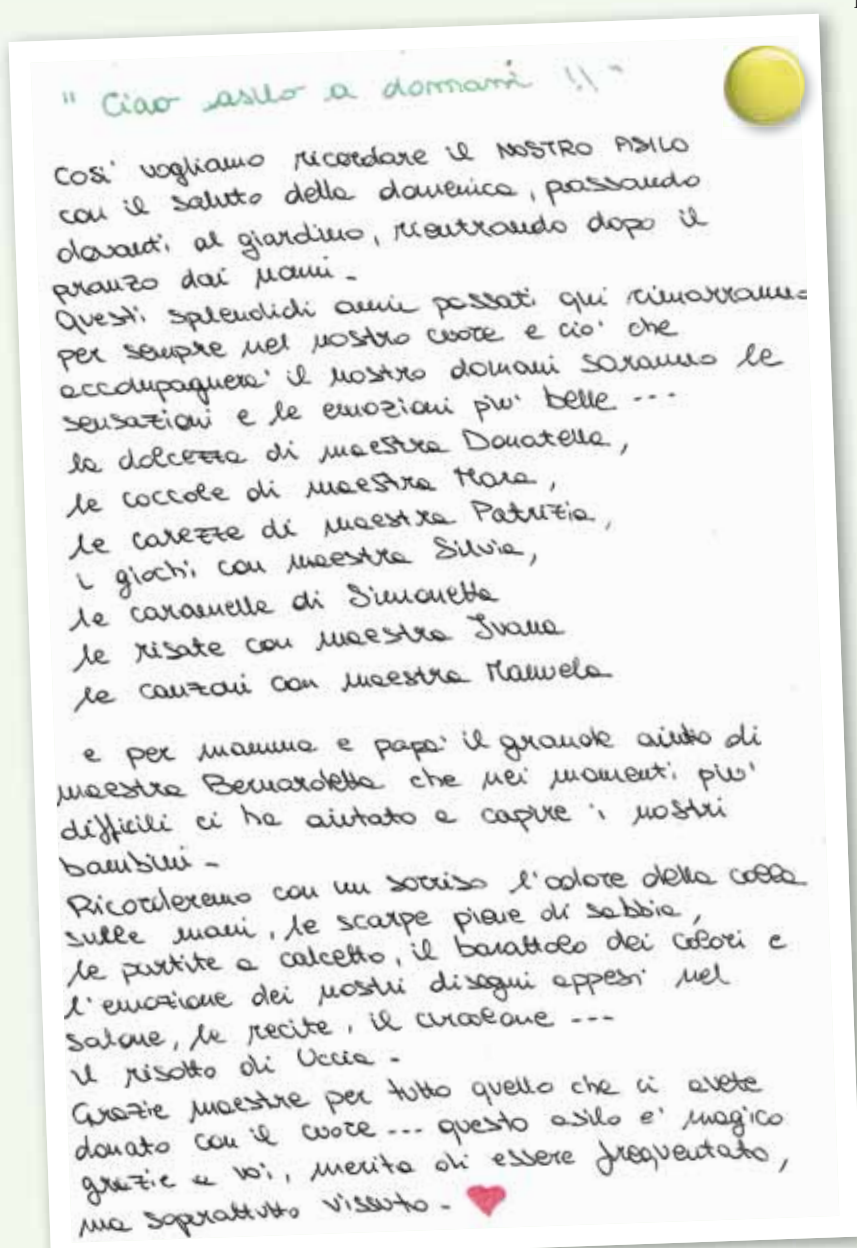 " Ciao asilo a domani !! "
Cosi' vogliamo ricordare il NOSTRO ASILO
con il saluto della domenica, passando
davanti al giardino, rientrando dopo il
pranzo dai nonni -
Questi splendidi anni passati qui rimarranno
per sempre nel nostro cuore e cio' che
accompagnera' il nostro domani saranno le
sensazioni e le emozioni piu' belle ---
la dolcezza di maestra Donatella,
le coccole di maestra Mara,
le carezze di maestra Patrizia,
i giochi con maestra Silvia,
le caramelle di Simonetta
le risate con maestra Ivana
le canzoni con maestra Manuela
e per mamma e papa' il grande aiuto di
maestra Bernardetta che nei momenti piu'
difficili ci ha aiutato a capire i nostri
bambini -
Ricorderemo con un sorriso l'odore della colla
sulle mani, le scarpe piene di sabbia,
le partite a calcetto, il barattolo dei colori e
l'emozione dei nostri disegni appesi nel
salone, le recite, il circolone ---
il risotto di Uccia -
Grazie maestre per tutto quello che ci avete
donato con il cuore --- questo asilo e' magico
grazie a voi, merita di essere frequentato,
ma soprattutto vissuto -